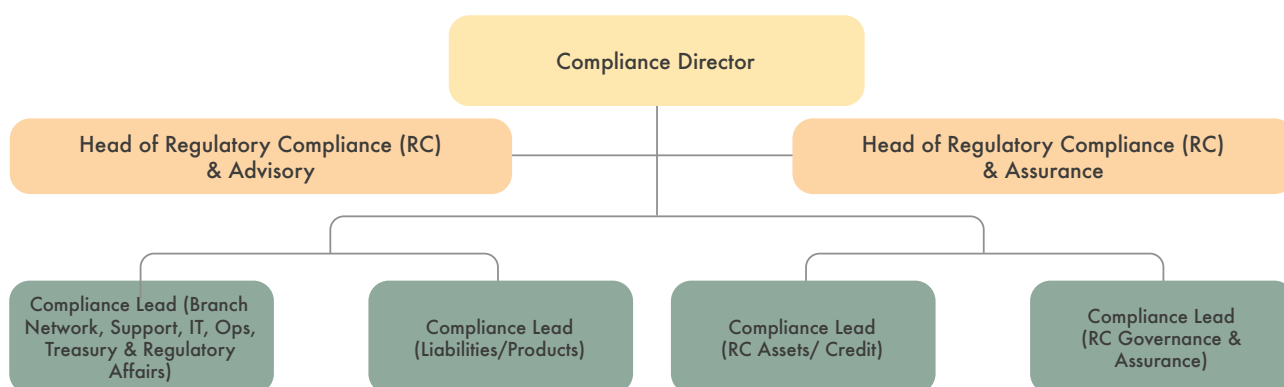 Compliance Director
Head of Regulatory Compliance (RC)
& Advisory
Head of Regulatory Compliance (RC)
& Assurance
Compliance Lead (Branch
Network, Support, IT, Ops,
Treasury & Regulatory
Affairs)
Compliance Lead
(Liabilities/Products)
Compliance Lead
(RC Assets/ Credit)
Compliance Lead
(RC Governance &
Assurance)